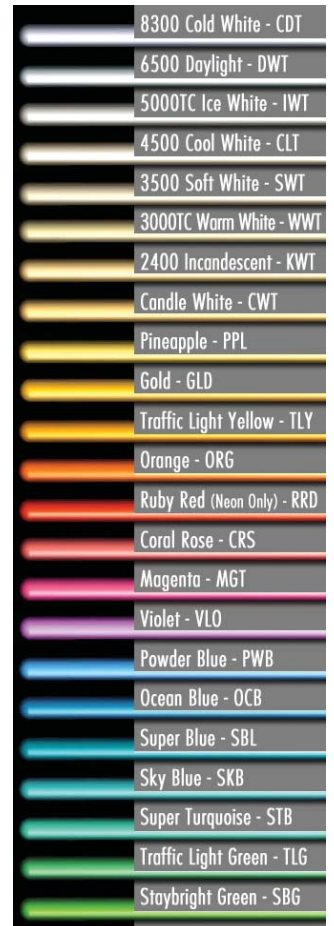 8300 Cold White - CDT
6500 Daylight - DWT
5000TC Ice White - IWT
4500 Cool White - CLT
3500 Soft White - SWT
3000TC Warm White - WWT
2400 Incandescent - KWT
Candle White - CWT
Pineapple - PPL
Gold - GLD
Traffic Light Yellow - TLY
Orange - ORG
Ruby Red (Neon Only) - RRD
Coral Rose - CRS
Magenta - MGT
Violet - VLO
Powder Blue - PWB
Ocean Blue - OCB
Super Blue - SBL
Sky Blue - SKB
Super Turquoise - STB
Traffic Light Green - TLG
Staybright Green - SBG